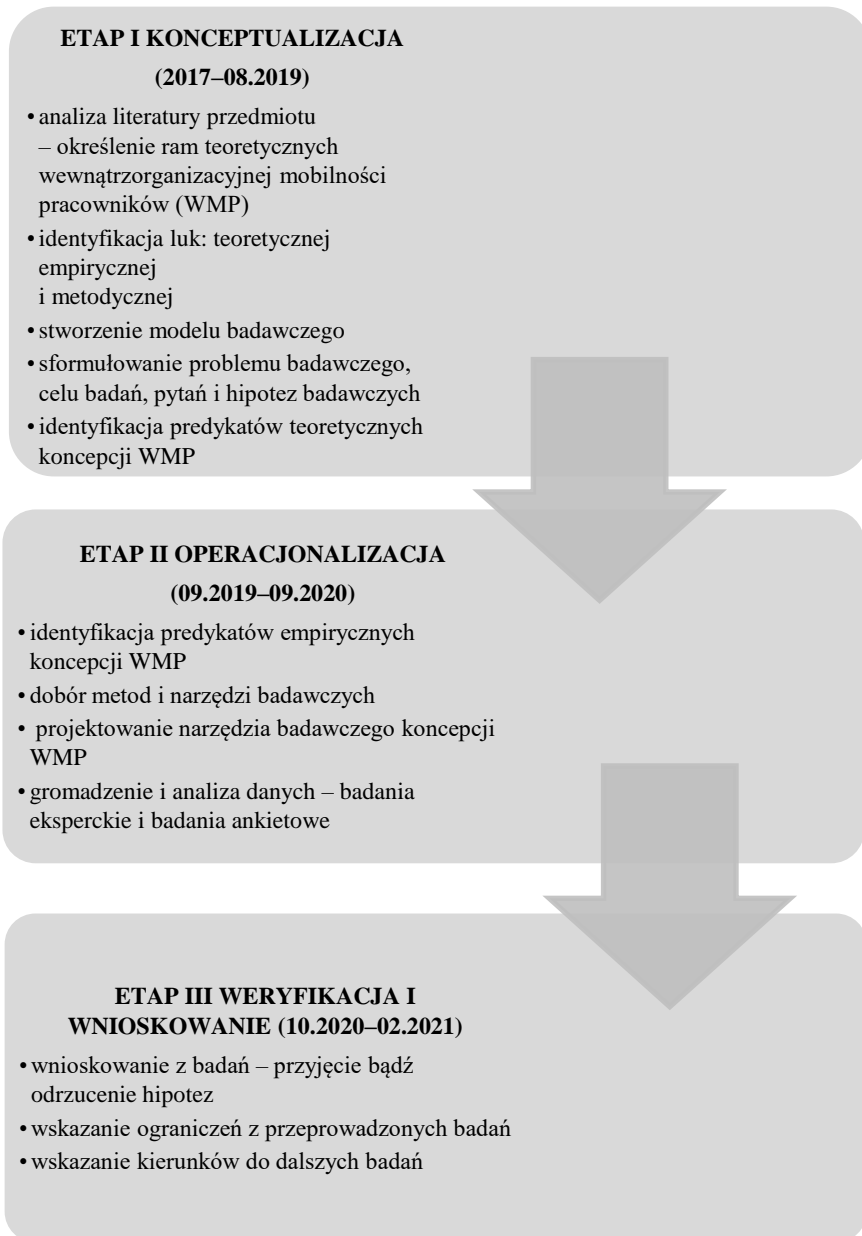 ETAP I KONCEPTUALIZACJA
(2017–08.2019)
• analiza literatury przedmiotu
– określenie ram teoretycznych
wewnątrzorganizacyjnej mobilności
pracowników (WMP)
• identyfikacja luk: teoretycznej
empirycznej
i metodycznej
• stworzenie modelu badawczego
• sformułowanie problemu badawczego,
celu badań, pytań i hipotez badawczych
• identyfikacja predykatów teoretycznych
koncepcji WMP
ETAP II OPERACJONALIZACJA
(09.2019–09.2020)
• identyfikacja predykatów empirycznych
koncepcji WMP
• dobór metod i narzędzi badawczych
• projektowanie narzędzia badawczego koncepcji
WMP
• gromadzenie i analiza danych – badania
eksperckie i badania ankietowe
ETAP III WERYFIKACJA I
WNIOSKOWANIE (10.2020–02.2021)
• wnioskowanie z badań – przyjęcie bądź
odrzucenie hipotez
• wskazanie ograniczeń z przeprowadzonych badań
• wskazanie kierunków do dalszych badań